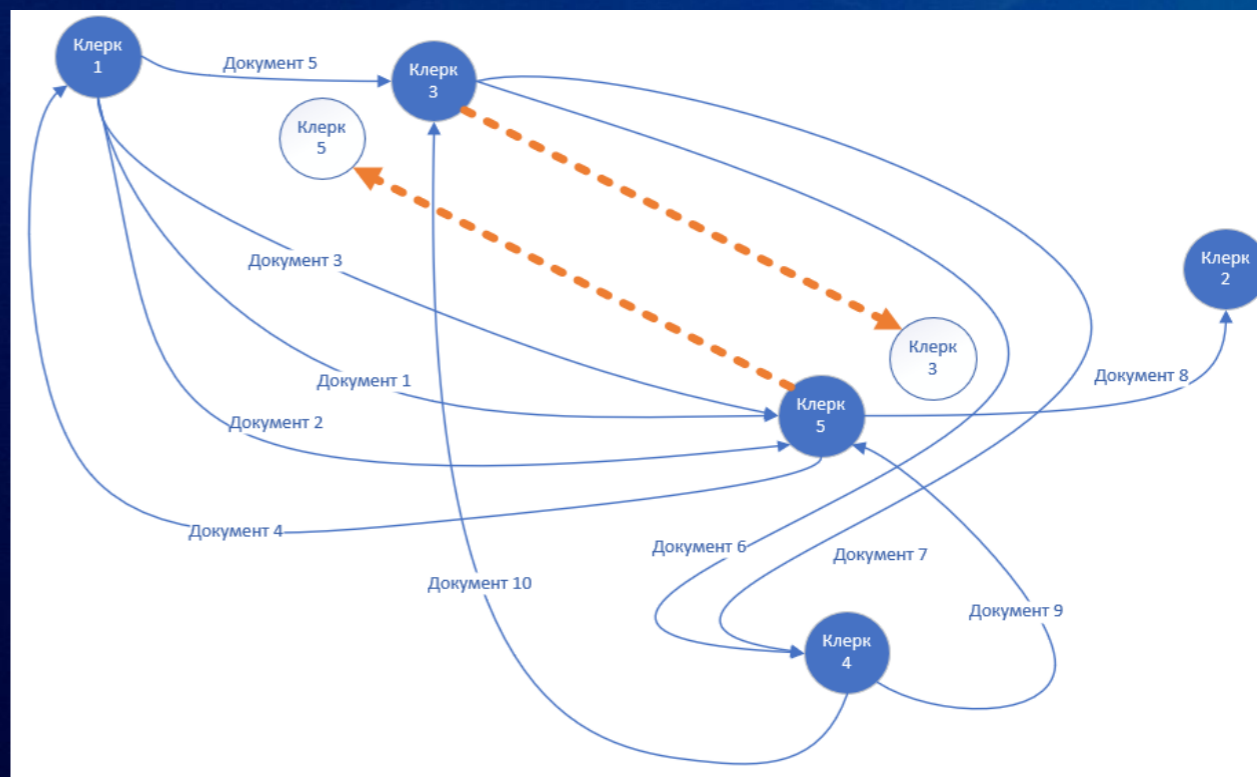 Клерк
1
Документ 5
Клерк
3
Клерк
5
Документ 3
Клерк
2
Клерк
3
Документ 1
Документ 8
Документ 2
Клерк
5
Документ 4
Документ 6
Документ 7
Документ 10
Документ 9
Клерк
4